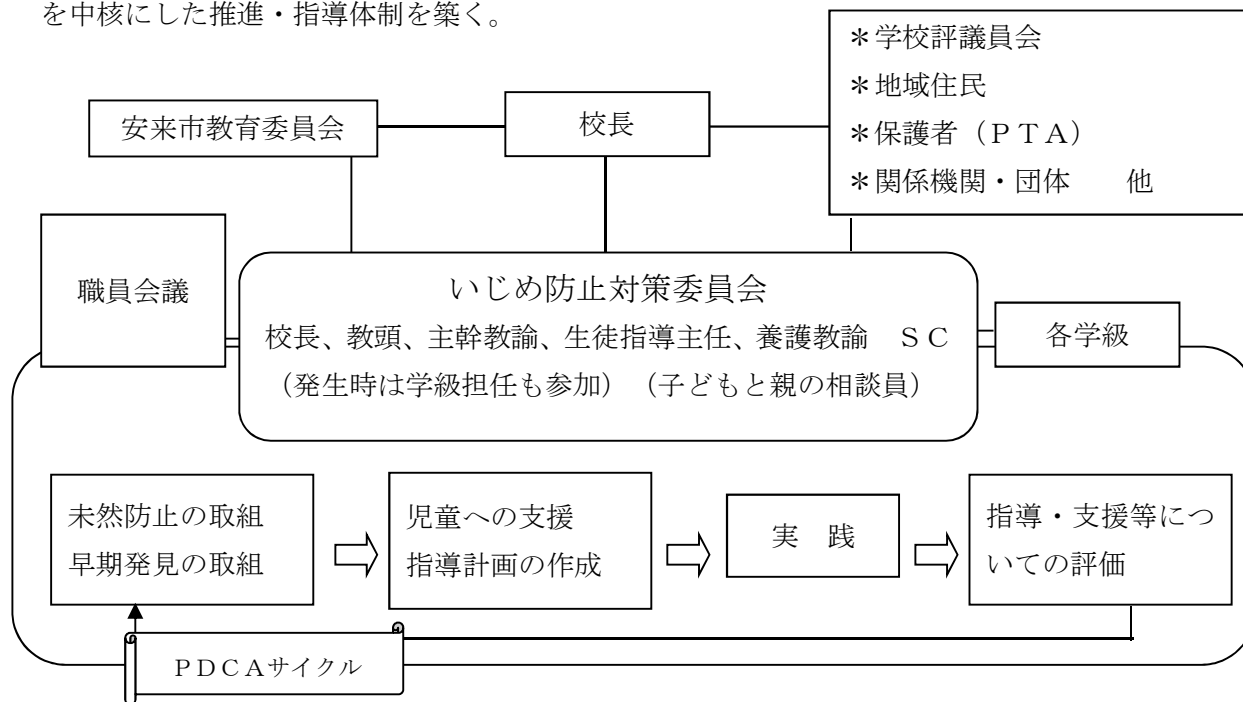 を中核にした推進・指導体制を築く。
＊学校評議員会
＊地域住民
＊保護者（ＰＴＡ）
＊関係機関・団体　　他
安来市教育委員会
校長
職員会議
いじめ防止対策委員会
校長、教頭、主幹教諭、生徒指導主任、養護教諭　ＳＣ
（発生時は学級担任も参加）（子どもと親の相談員）
各学級
未然防止の取組
早期発見の取組
児童への支援
指導計画の作成
実　践
指導・支援等につ
いての評価
ＰＤＣＡサイクル